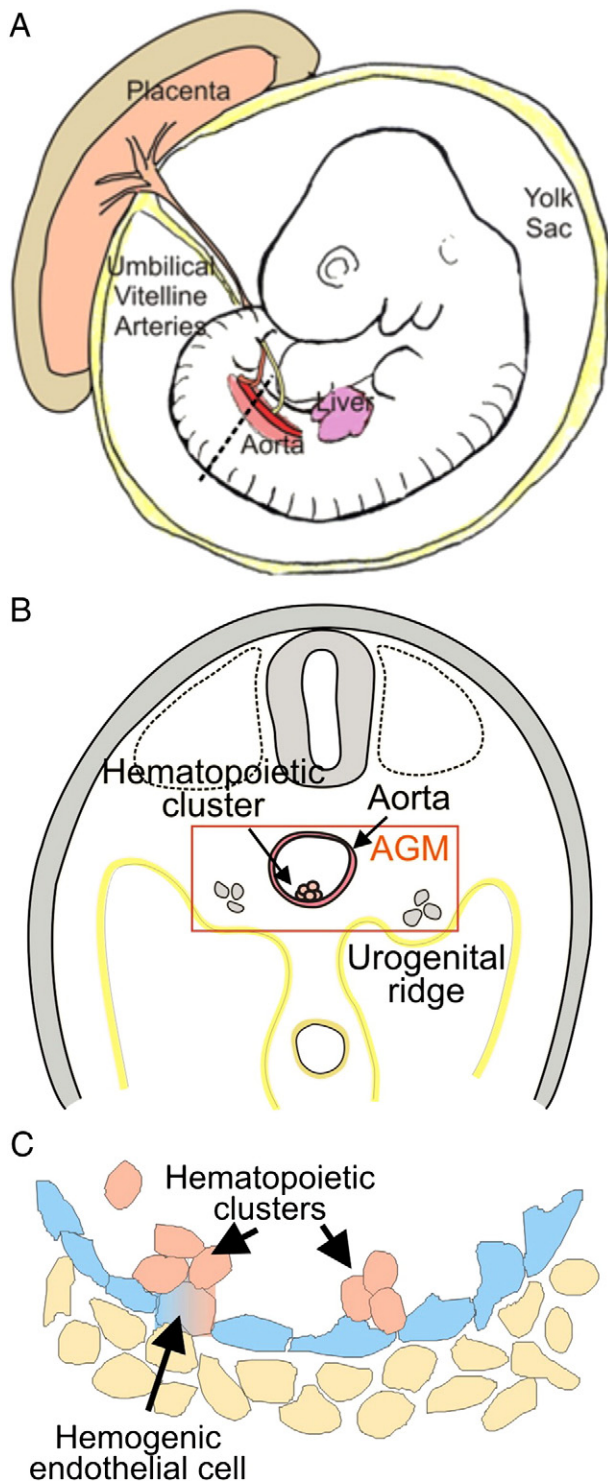 A
Placenta
Yolk
Sac
Umbilical
Vitelline
Arteries
Liver
Aorta
B
Hematopoietic
cluster
Aorta
AGM
Urogenital
ridge
C
Hematopoietic
clusters
Hemogenic
endothelial cell